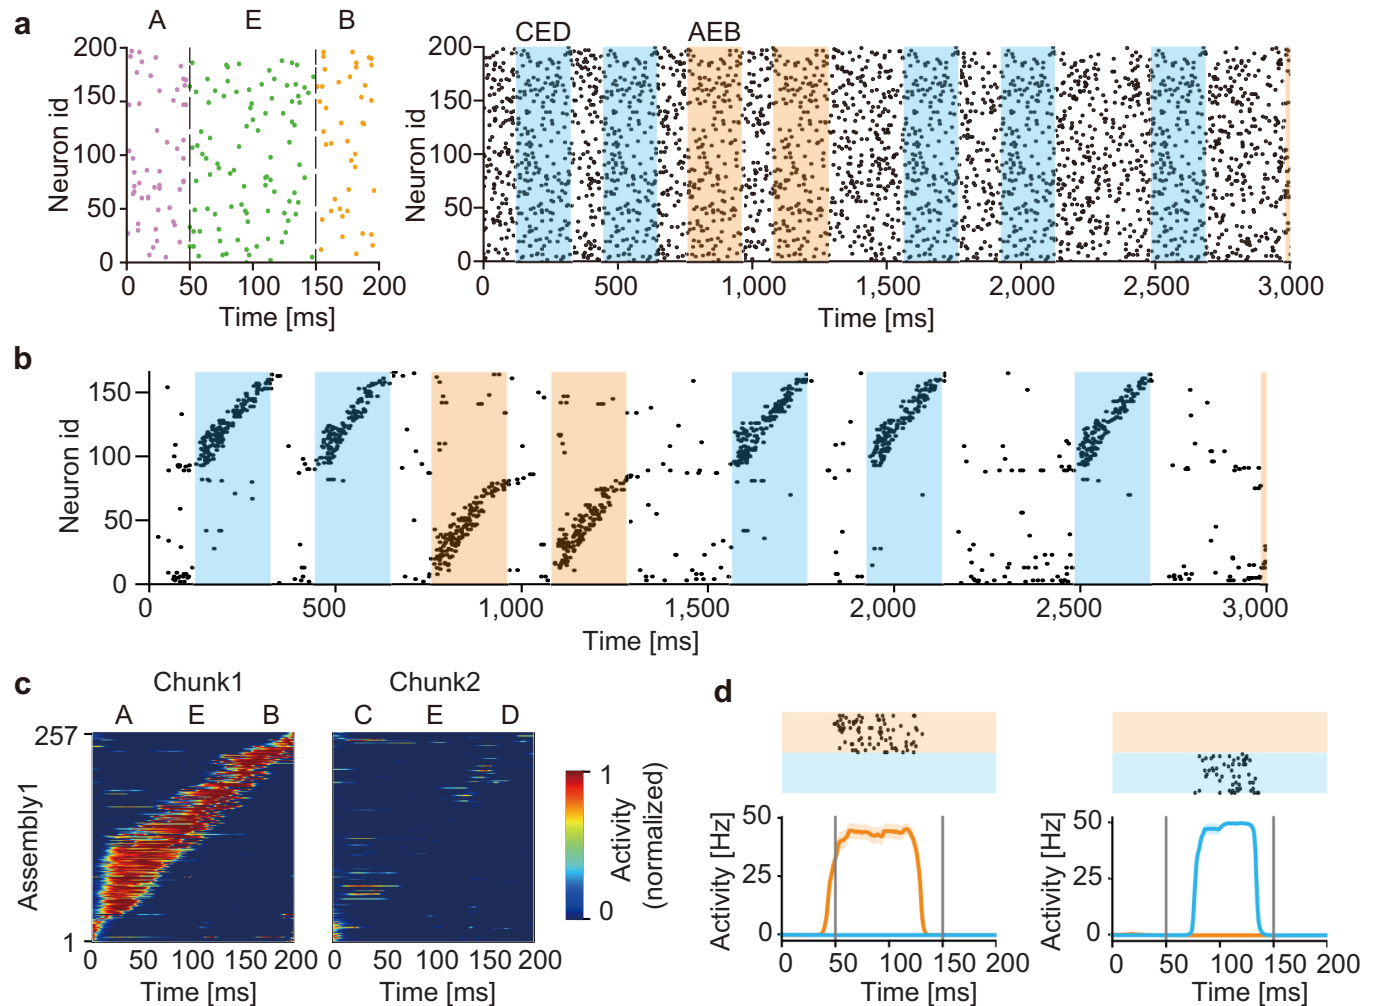 a
A E B
CED AEB
200
150
100
50
0
Neuron id
0 50 100 150 200
Time [ms]
200
150
100
50
0
Neuron id
0 500 1,000 1,500 2,000 2,500 3,000
Time [ms]
b
150
100
50
0
Neuron id
0 500 1,000 1,500 2,000 2,500 3,000
Time [ms]
c
Chunk1 Chunk2
A E B C E D
257
1
Assembly1
0 50 100 150 200
Time [ms]
0 50 100 150 200
Time [ms]
1
0
Activity
(normalized)
d
50
25
0
Activity [Hz]
0 50 100 150 200
Time [ms]
50
25
0
Activity [Hz]
0 50 100 150 200
Time [ms]